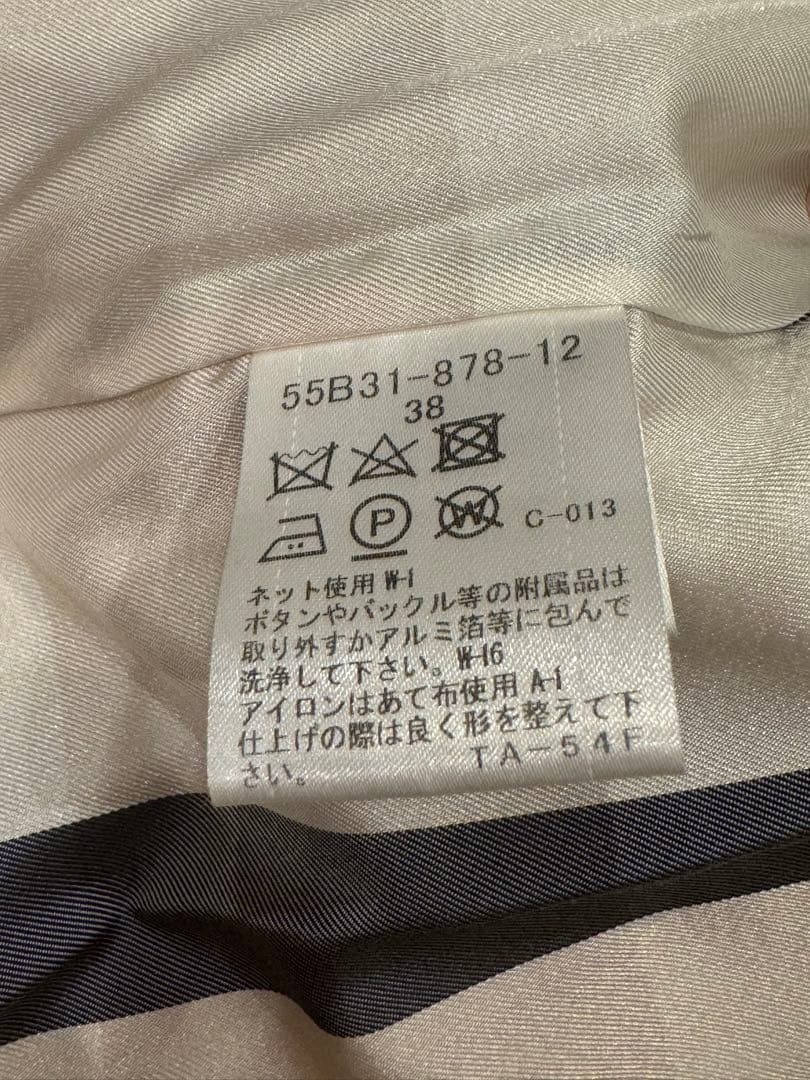 55B31-878-12
38
P W C-013
ネット使用 W-1
ボタンやバックル等の附属品は
取り外すかアルミ箔等に包んで
洗浄して下さい。W-16
アイロンはあて布使用 A-1
仕上げの際は良く形を整えて下
さい。 TA-54F